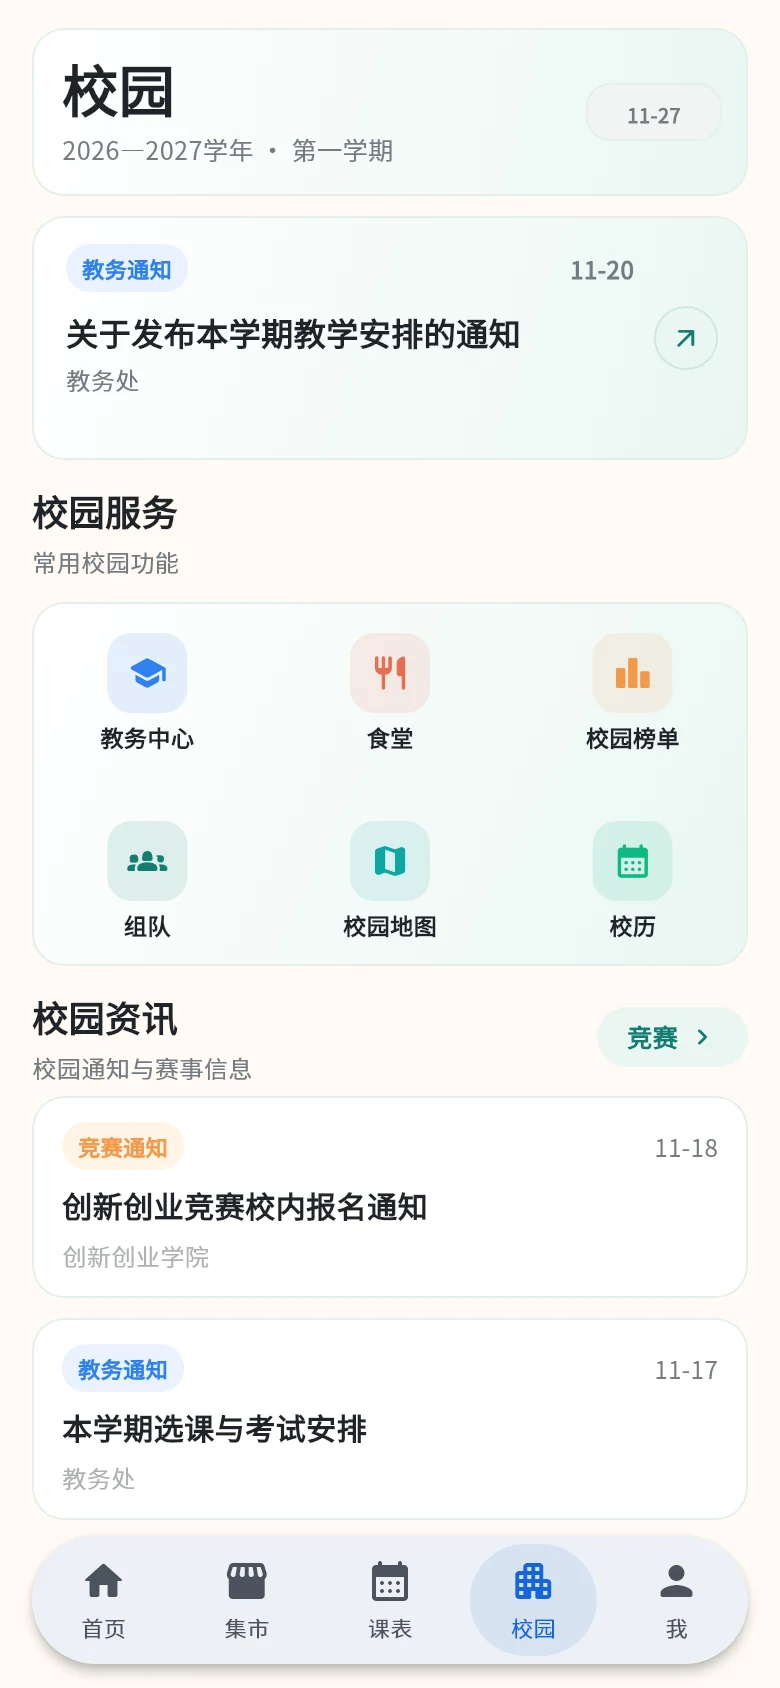 校园
11-27
2026—2027学年 • 第一学期
教务通知
11-20
关于发布本学期教学安排的通知
教务处
校园服务
常用校园功能
教务中心
食堂
校园榜单
组队
校园地图
校历
校园资讯
竞赛
校园通知与赛事信息
竞赛通知
11-18
创新创业竞赛校内报名通知
创新创业学院
教务通知
11-17
本学期选课与考试安排
教务处
首页
集市
课表
校园
我